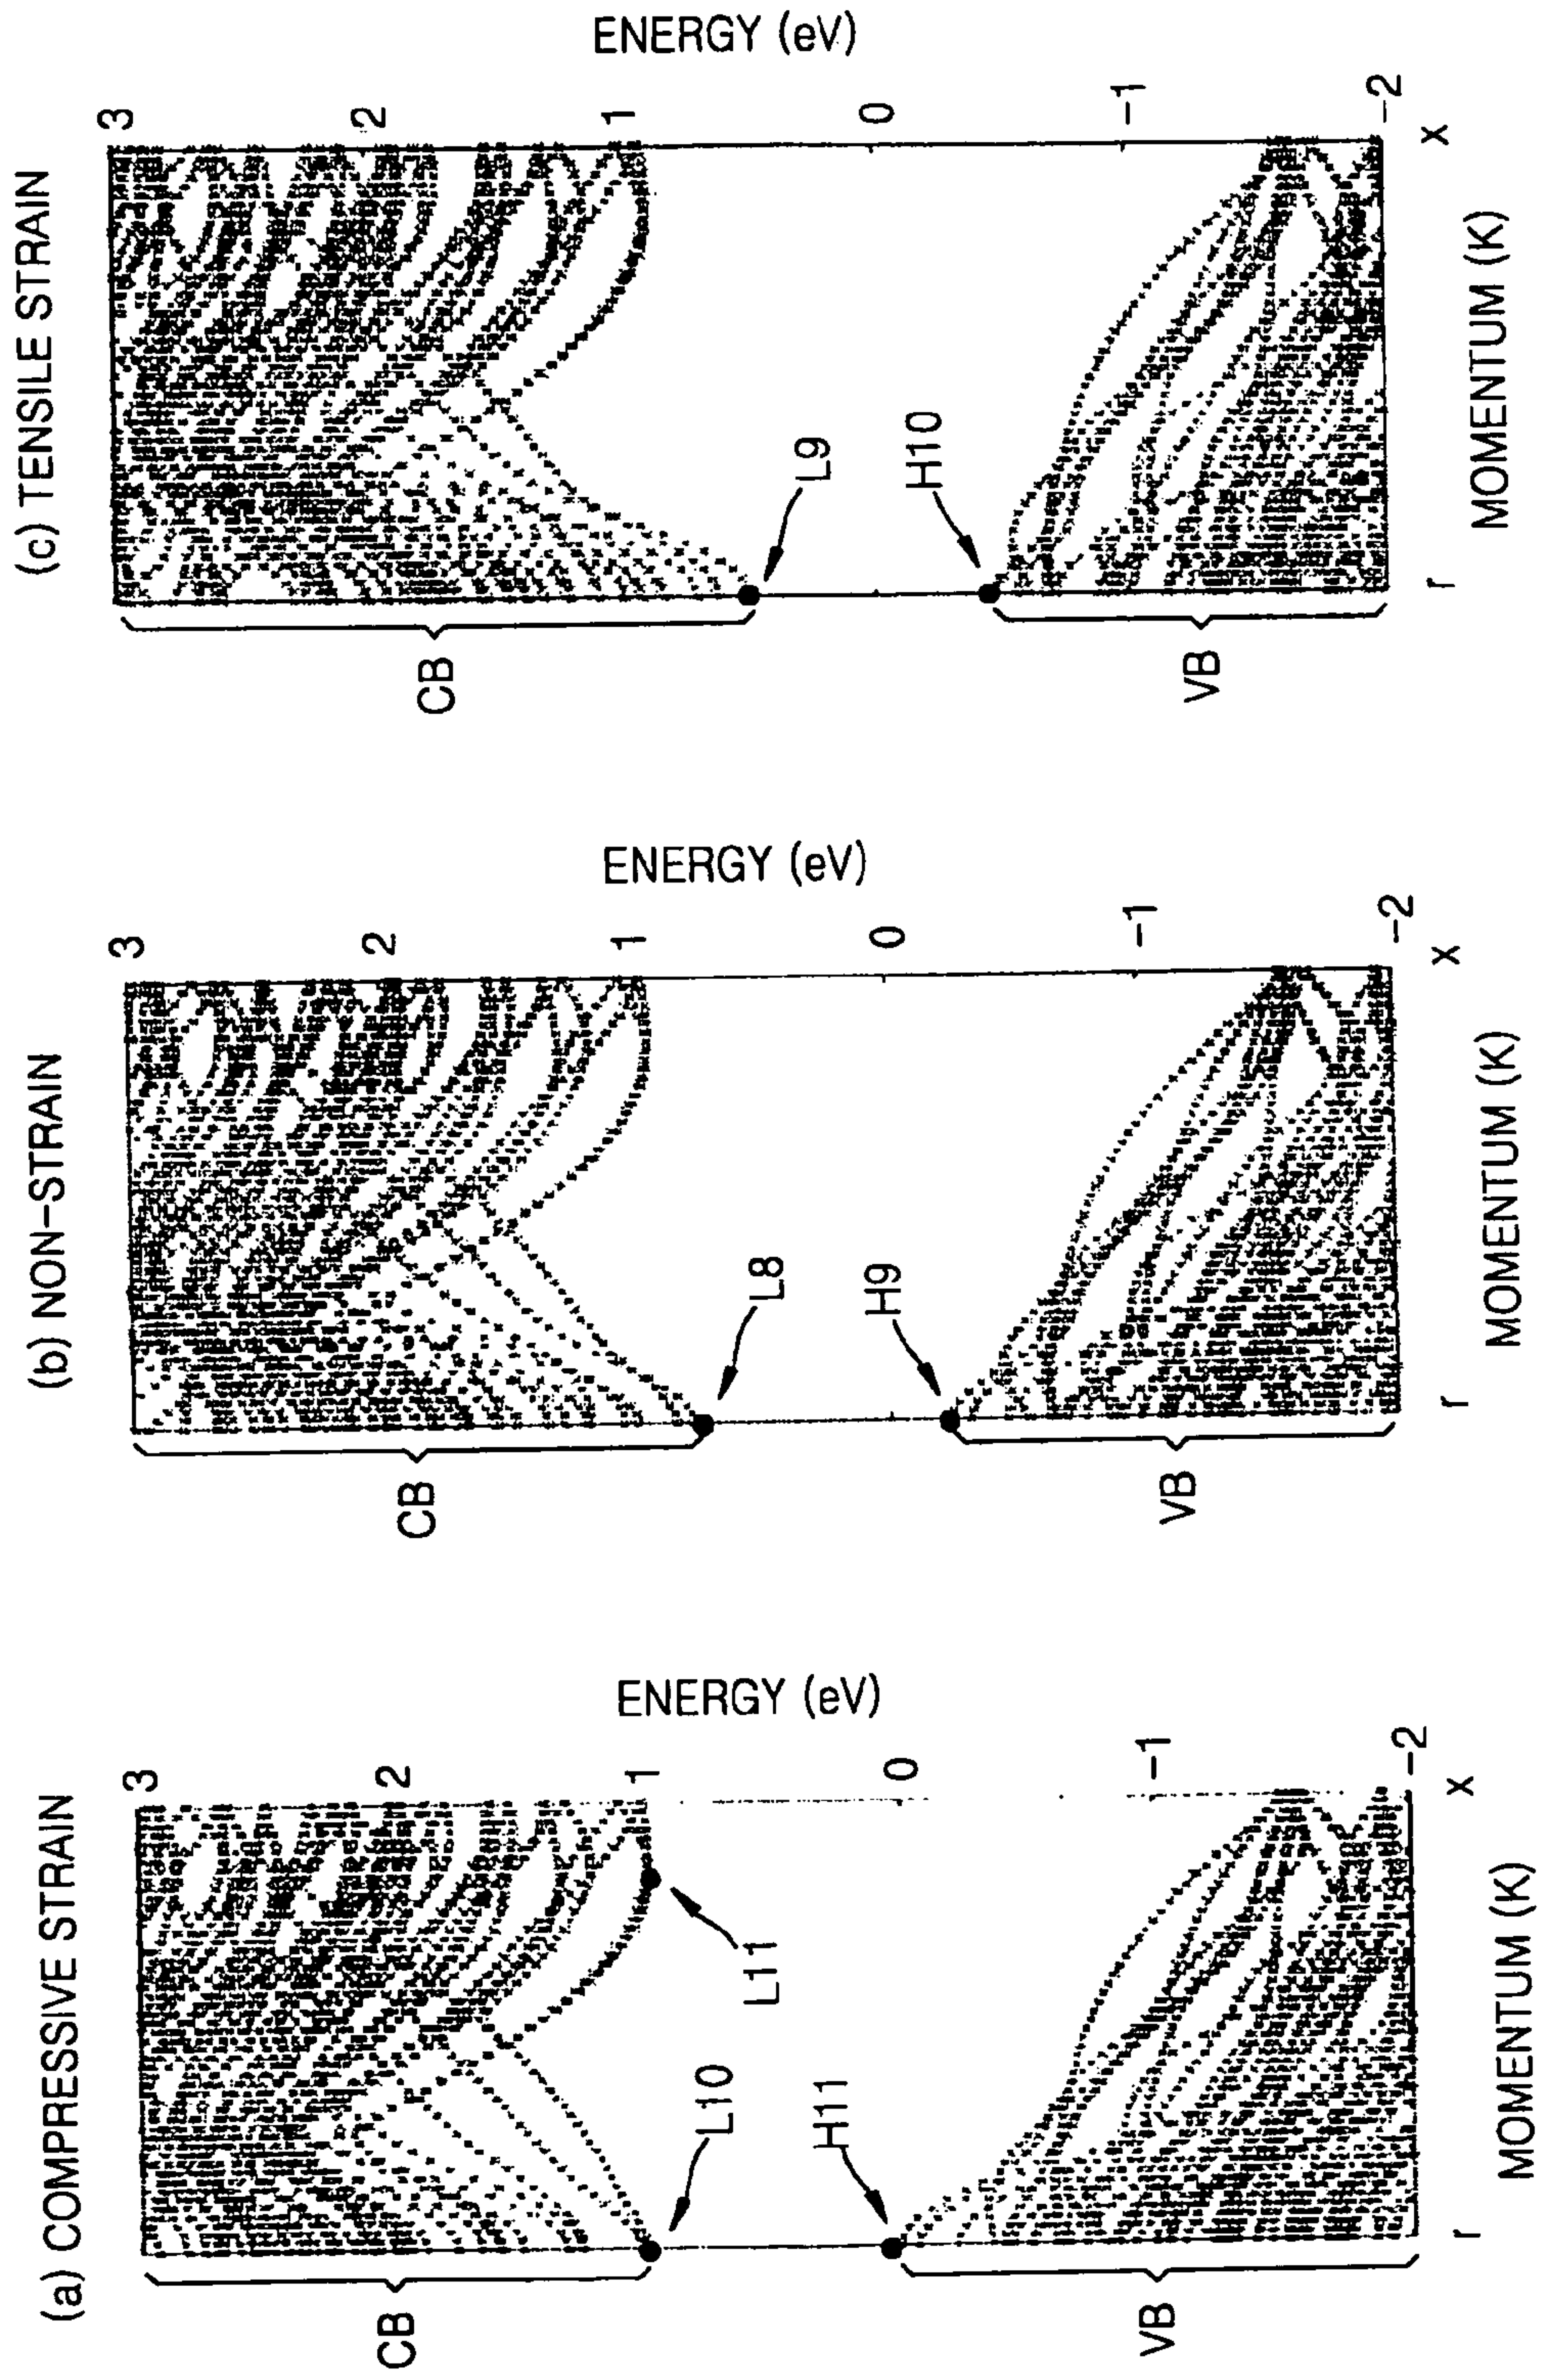 (a) COMPRESSIVE STRAIN
ENERGY (eV)
3
2
1
0
-1
-2
CB
VB
L10
L11
H11
r
x
MOMENTUM (K)
(b) NON-STRAIN
ENERGY (eV)
3
2
1
0
-1
-2
CB
VB
L8
H9
r
x
MOMENTUM (K)
(c) TENSILE STRAIN
ENERGY (eV)
3
2
1
0
-1
-2
CB
VB
L9
H10
r
x
MOMENTUM (K)